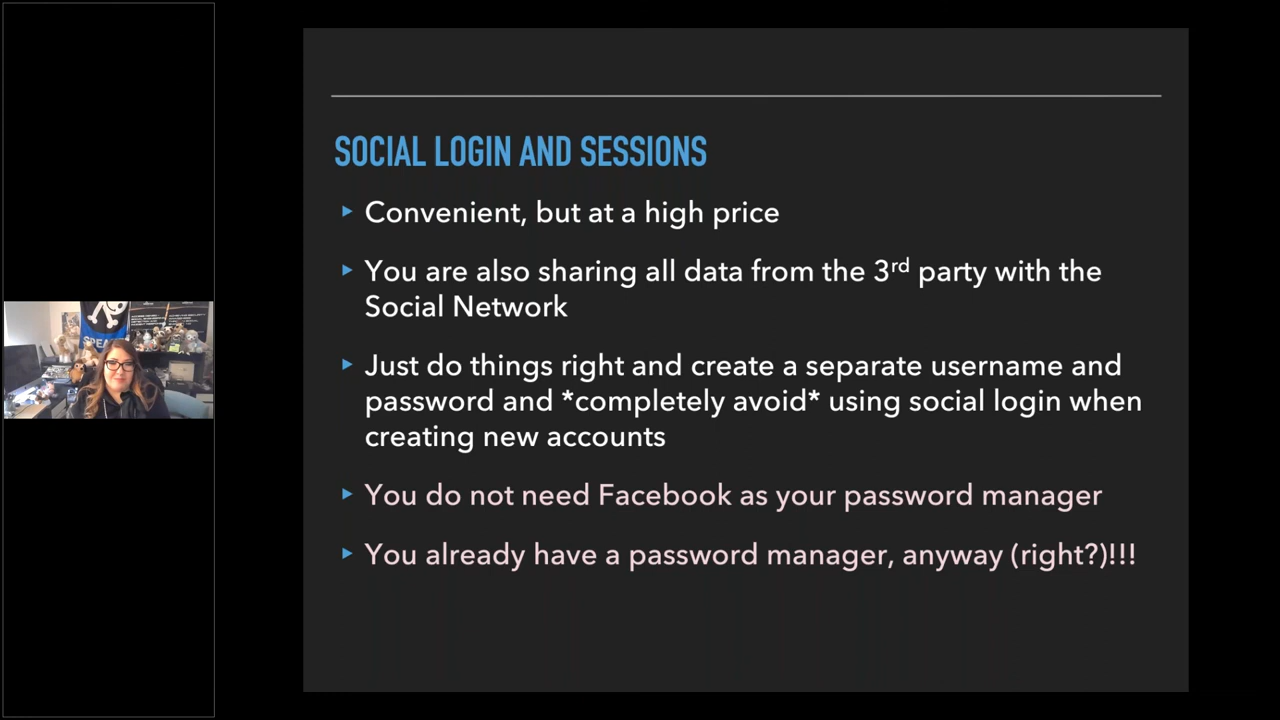 SOCIAL LOGIN AND SESSIONS
Convenient, but at a high price
You are also sharing all data from the 3rd party with the
Social Network
Just do things right and create a separate username and
password and *completely avoid* using social login when
creating new accounts
You do not need Facebook as your password manager
You already have a password manager, anyway (right?)!!!